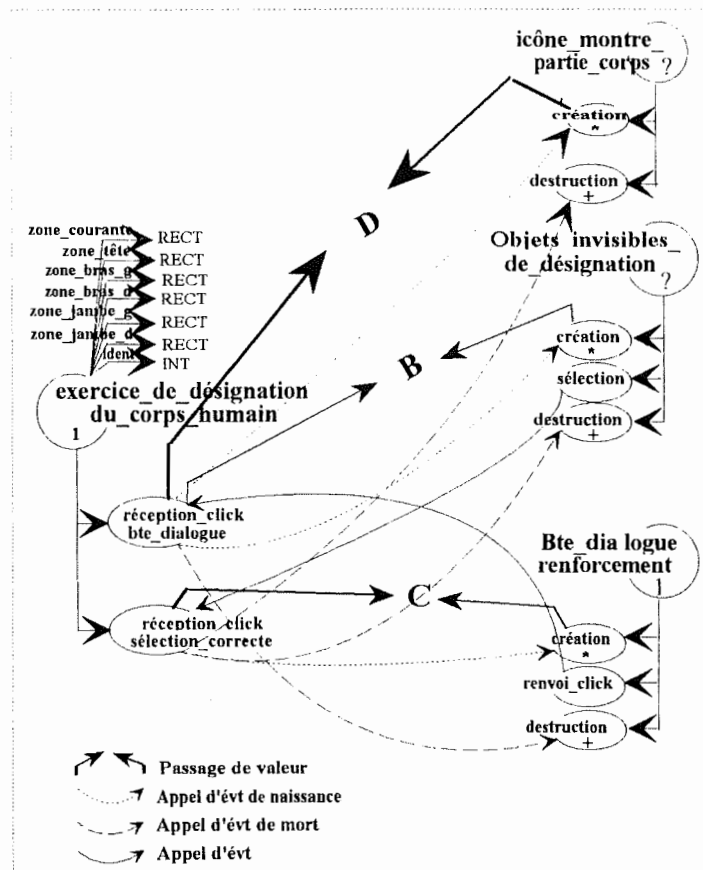 icône_montre_
partie_corps ?
création
*
destruction
+
D
zone_courante RECT
zone_tête RECT
zone_bras_g RECT
zone_bras_d RECT
zone_jambe_g RECT
zone_jambe_d RECT
ident INT
Objets invisibles_
de_désignation ?
création
*
sélection
destruction
+
B
exercice_de_désignation
du_corps_humain
1
réception_click
bte_dialogue
Bte_dia logue
renforcement
1
C
réception_click
sélection_correcte
création
*
renvoi_click
destruction
+
Passage de valeur
Appel d'évt de naissance
Appel d'évt de mort
Appel d'évt